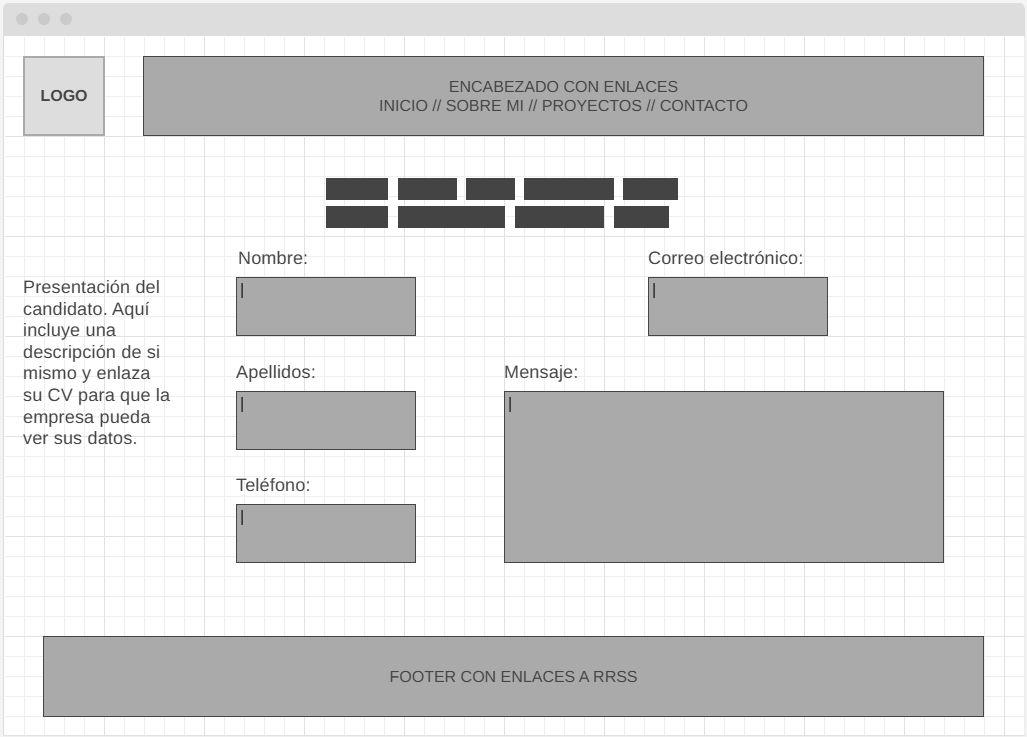 LOGO
ENCABEZADO CON ENLACES
INICIO // SOBRE MI // PROYECTOS // CONTACTO
Nombre:
Correo electrónico:
Presentación del
candidato. Aquí
incluye una
descripción de si
mismo y enlaza
su CV para que la
empresa pueda
ver sus datos.
Apellidos:
Mensaje:
Teléfono:
FOOTER CON ENLACES A RRSS